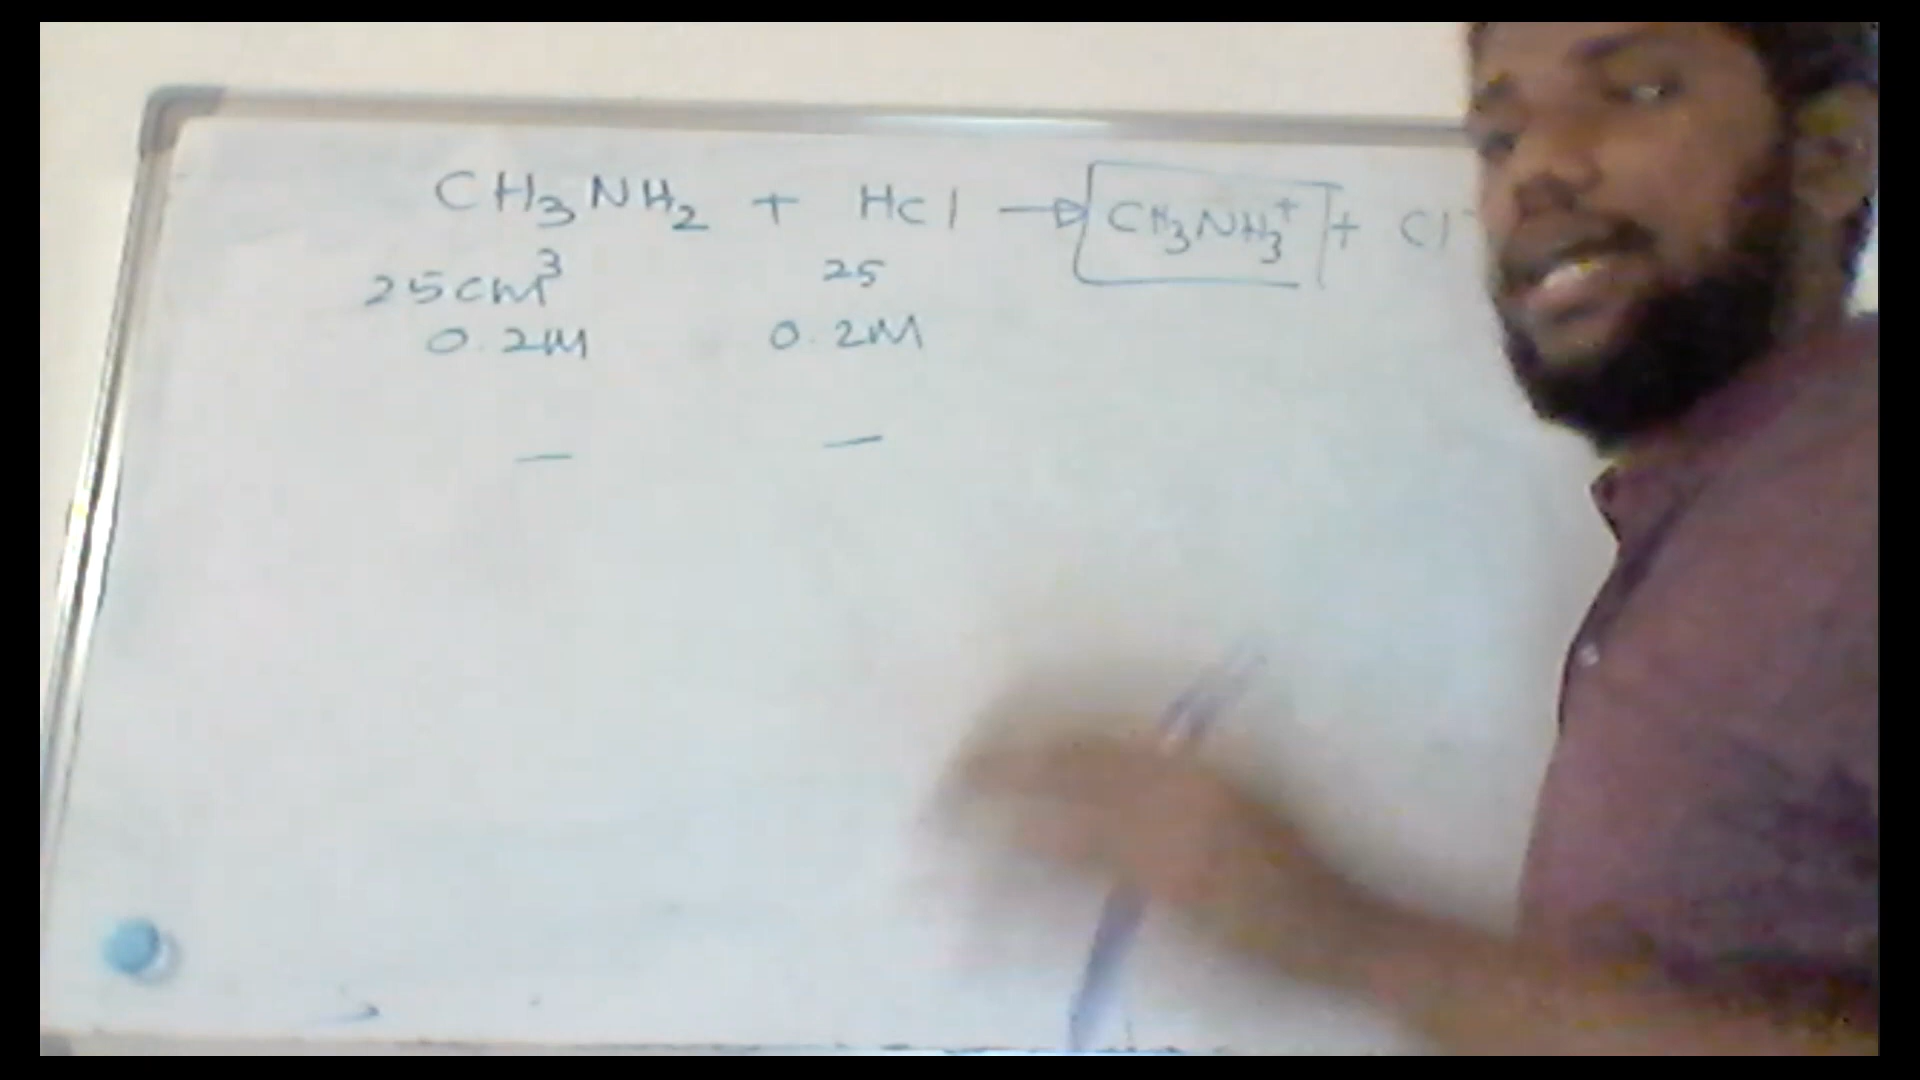 CH₃NH₂ + HCl → CH₃NH₃⁺ + Cl⁻
25cm³ 25
0.2M 0.2M
— —